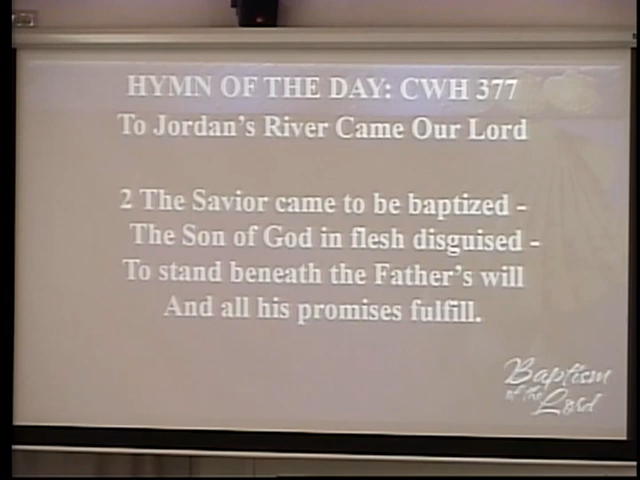 HYMN OF THE DAY: CWH 377
To Jordan's River Came Our Lord
2 The Savior came to be baptized -
The Son of God in flesh disguised -
To stand beneath the Father's will
And all his promises fulfill.
Baptism
of the
Lord